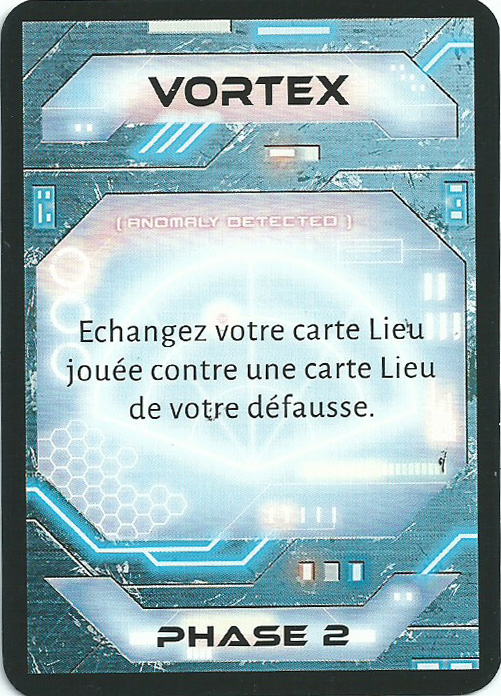 VORTEX
( ANOMALY DETECTED )
Echangez votre carte Lieu
jouée contre une carte Lieu
de votre défausse.
PHASE 2